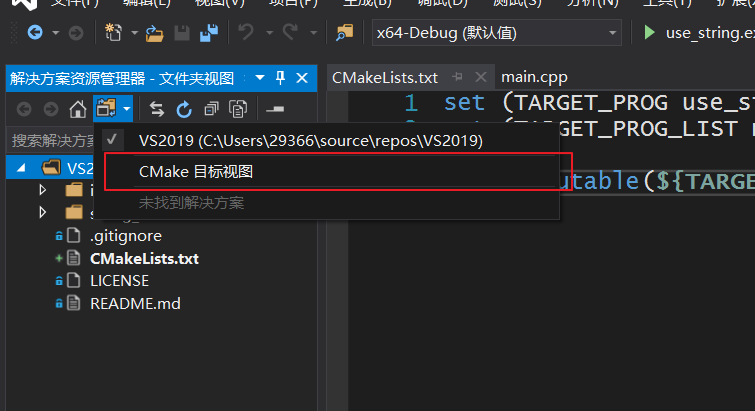 x64-Debug (默认值)
use_string.ex
解决方案资源管理器 - 文件夹视图
CMakeLists.txt
main.cpp
搜索解决方
VS2019 (C:\Users\29366\source\repos\VS2019)
CMake 目标视图
未找到解决方案
VS2
.gitignore
CMakeLists.txt
LICENSE
README.md
1 set (TARGET_PROG use_st
(TARGET_PROG_LIST
utable(${TARGE